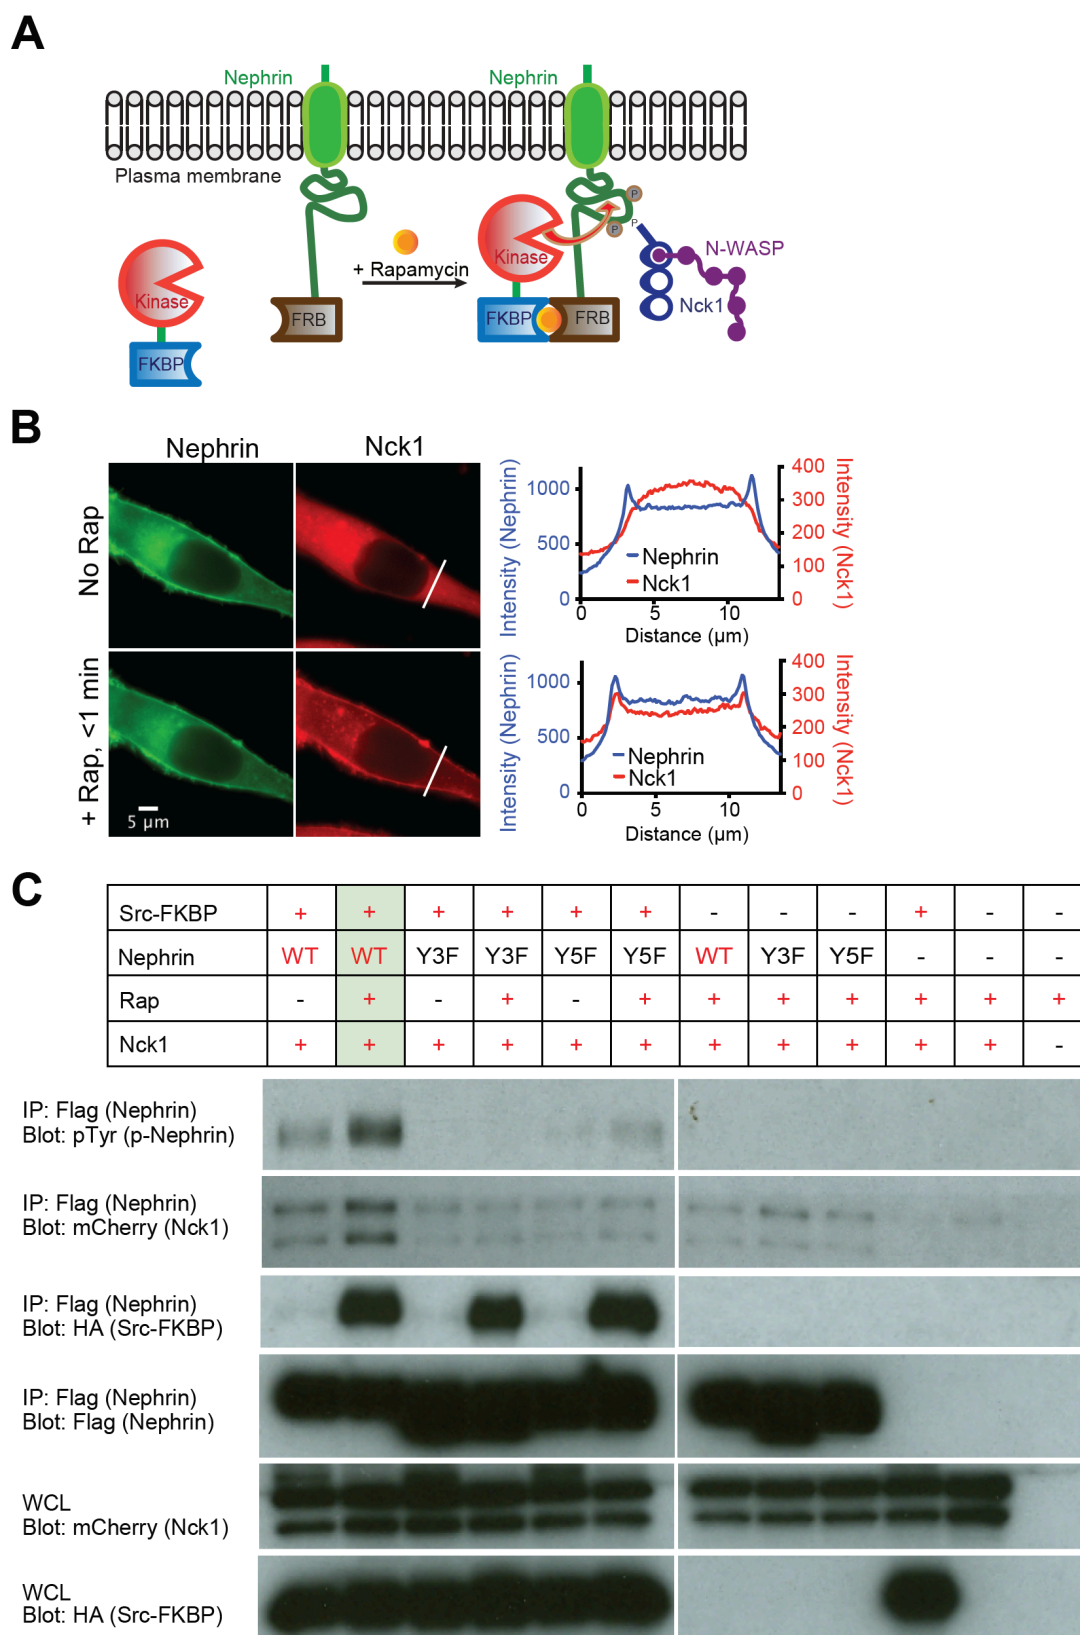 A
Nephrin
Nephrin
Plasma membrane
P
P
P
Kinase
Kinase
N-WASP
+ Rapamycin
Nck1
FRB
FKBP
FRB
FKBP
B
Nephrin
Nck1
No Rap
+ Rap, <1 min
5 µm
Intensity (Nephrin)
1000
500
0
400
300
200
100
0
Intensity (Nck1)
Nephrin
Nck1
0 5 10
Distance (µm)
Intensity (Nephrin)
1000
500
0
400
300
200
100
0
Intensity (Nck1)
Nephrin
Nck1
0 5 10
Distance (µm)
C
Src-FKBP + + + + + + - - - + - -
Nephrin WT WT Y3F Y3F Y5F Y5F WT Y3F Y5F - - -
Rap - + - + - + + + + + + +
Nck1 + + + + + + + + + + + -
IP: Flag (Nephrin)
Blot: pTyr (p-Nephrin)
IP: Flag (Nephrin)
Blot: mCherry (Nck1)
IP: Flag (Nephrin)
Blot: HA (Src-FKBP)
IP: Flag (Nephrin)
Blot: Flag (Nephrin)
WCL
Blot: mCherry (Nck1)
WCL
Blot: HA (Src-FKBP)